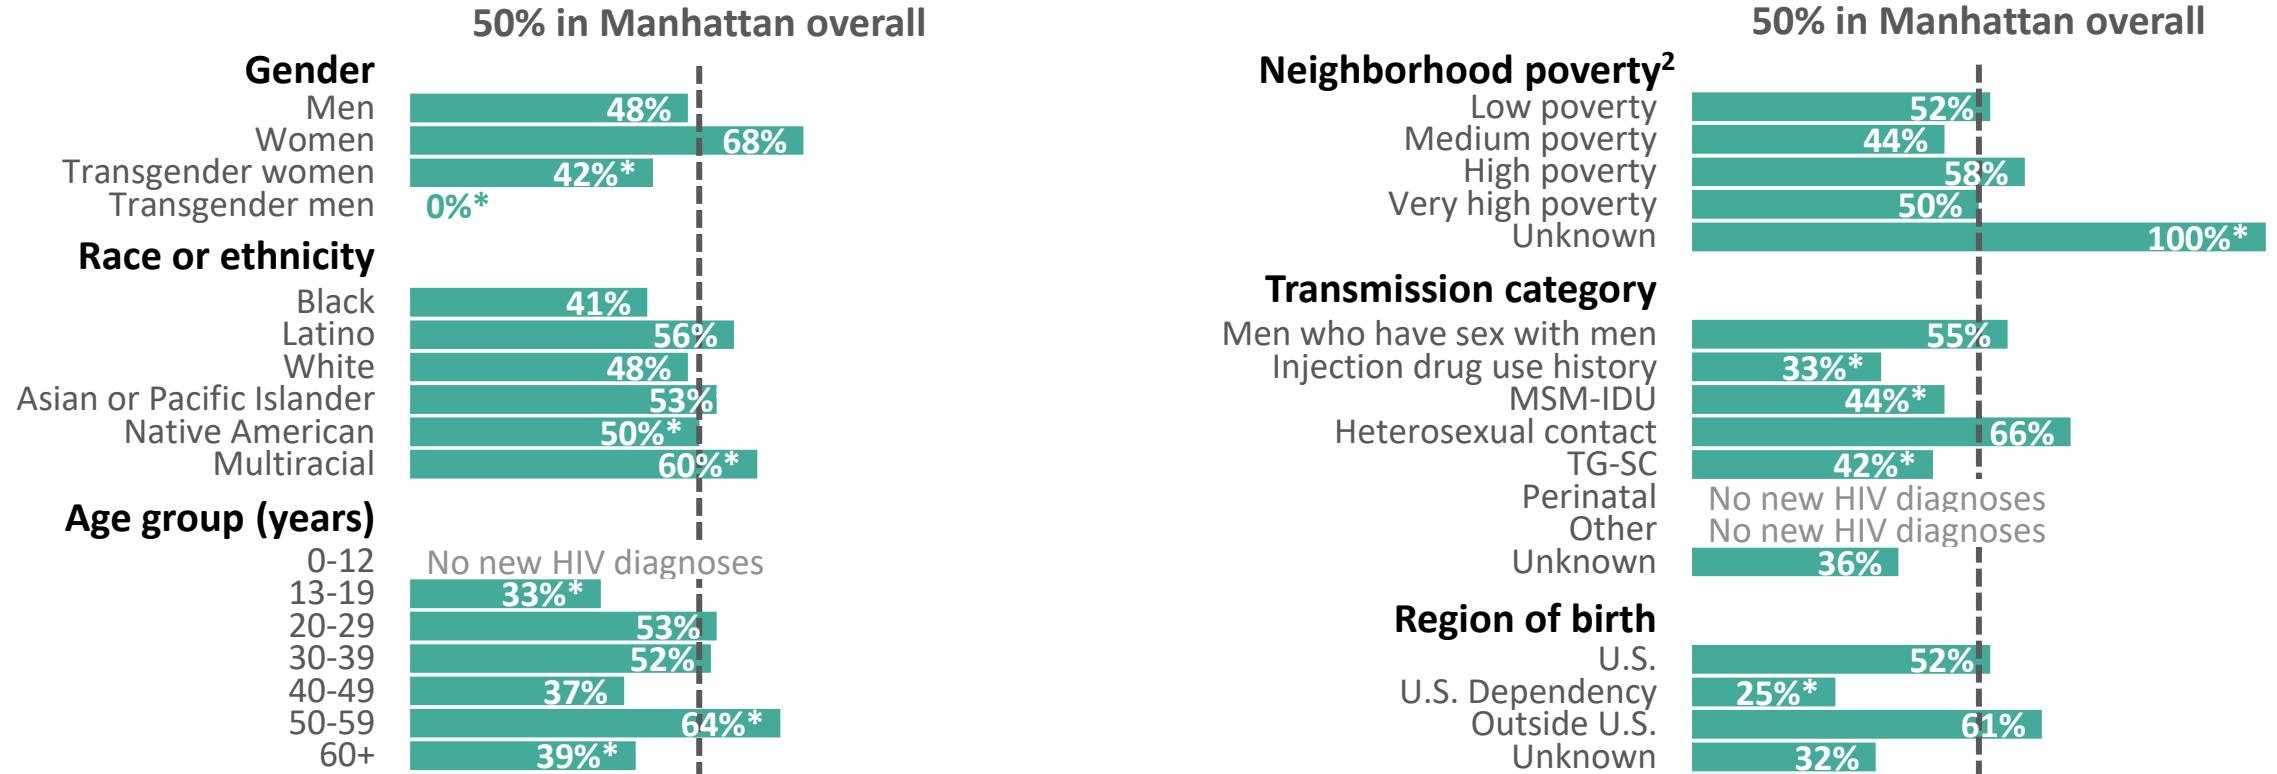 50% in Manhattan overall
Gender
Men 48%
Women 68%
Transgender women 42%*
Transgender men 0%*
Race or ethnicity
Black 41%
Latino 56%
White 48%
Asian or Pacific Islander 53%
Native American 50%*
Multiracial 60%*
Age group (years)
0-12 No new HIV diagnoses
13-19 33%*
20-29 53%
30-39 52%
40-49 37%
50-59 64%*
60+ 39%*
50% in Manhattan overall
Neighborhood poverty²
Low poverty 52%
Medium poverty 44%
High poverty 58%
Very high poverty 50%
Unknown 100%*
Transmission category
Men who have sex with men 55%
Injection drug use history 33%*
MSM-IDU 44%*
Heterosexual contact 66%
TG-SC 42%*
Perinatal No new HIV diagnoses
Other No new HIV diagnoses
Unknown 36%
Region of birth
U.S. 52%
U.S. Dependency 25%*
Outside U.S. 61%
Unknown 32%